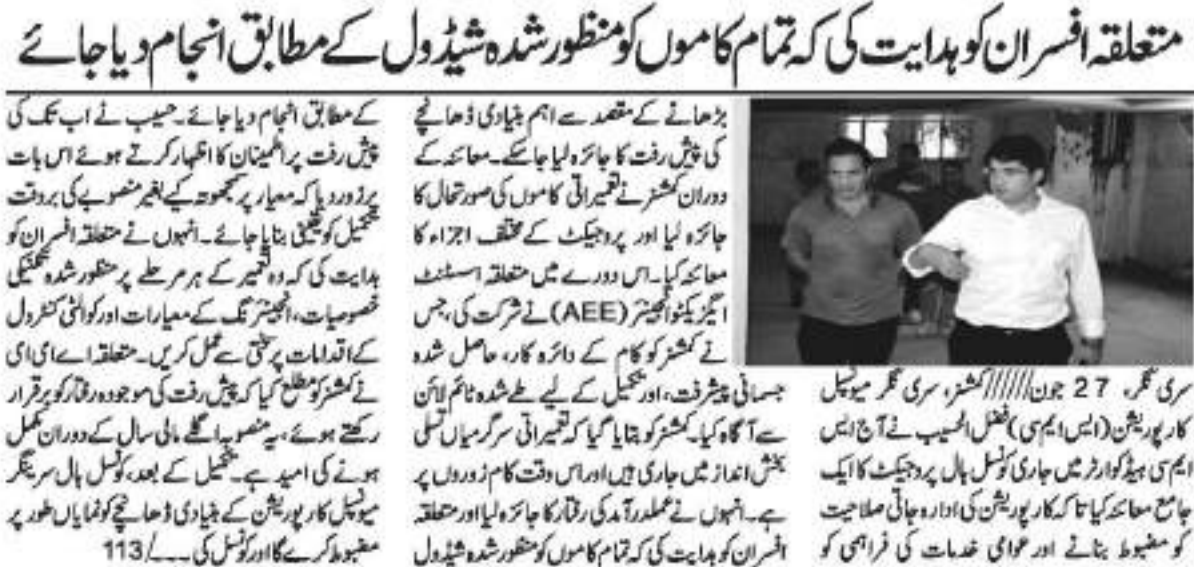 متعلقہ افسران کو ہدایت کی کہ تمام کاموں کو منظور شدہ شیڈول کے مطابق انجام دیا جائے
سری نگر، 27 جون//////کمشنر، سری نگر میونسپل
کارپوریشن (ایس ایم سی) فضل الحسیب نے آج ایس
ایم سی ہیڈکوارٹر میں جاری کونسل ہال پروجیکٹ کا ایک
جامع معائنہ کیا تاکہ کارپوریشن کی ادارہ جاتی صلاحیت
کو مضبوط بنانے اور عوامی خدمات کی فراہمی کو
بڑھانے کے مقصد سے اہم بنیادی ڈھانچے
کی پیش رفت کا جائزہ لیا جا سکے۔ معائنہ کے
دوران کمشنر نے تعمیراتی کاموں کی صورتحال کا
جائزہ لیا اور پروجیکٹ کے مختلف اجزاء کا
معائنہ کیا۔ اس دورے میں متعلقہ اسسٹنٹ
ایگزیکٹو انجینئر (AEE) نے شرکت کی، جس
نے کمشنر کو کام کے دائرہ کار، حاصل شدہ
جسمانی پیشرفت، اور تکمیل کے لیے طے شدہ ٹائم لائن
سے آگاہ کیا۔ کمشنر کو بتایا گیا کہ تعمیراتی سرگرمیاں تسلی
بخش انداز میں جاری ہیں اور اس وقت کام زوروں پر
ہے۔ انہوں نے عملدرآمد کی رفتار کا جائزہ لیا اور متعلقہ
افسران کو ہدایت کی کہ تمام کاموں کو منظور شدہ شیڈول
کے مطابق انجام دیا جائے۔ حسیب نے اب تک کی
پیش رفت پر اطمینان کا اظہار کرتے ہوئے اس بات
پر زور دیا کہ معیار پر سمجھوتہ کیے بغیر منصوبے کی بروقت
تکمیل کو یقینی بنایا جائے۔ انہوں نے متعلقہ افسران کو
ہدایت کی کہ وہ تعمیر کے ہر مرحلے پر منظور شدہ تکنیکی
خصوصیات، انجینئرنگ کے معیارات اور کوالٹی کنٹرول
کے اقدامات پر سختی سے عمل کریں۔ متعلقہ اے ای ای
نے کمشنر کو مطلع کیا کہ پیش رفت کی موجودہ رفتار کو برقرار
رکھتے ہوئے، یہ منصوبہ اگلے مالی سال کے دوران مکمل
ہونے کی امید ہے۔ تکمیل کے بعد، کونسل ہال سرینگر
میونسپل کارپوریشن کے بنیادی ڈھانچے کو نمایاں طور پر
مضبوط کرے گا اور کونسل کی ۔۔۔/113